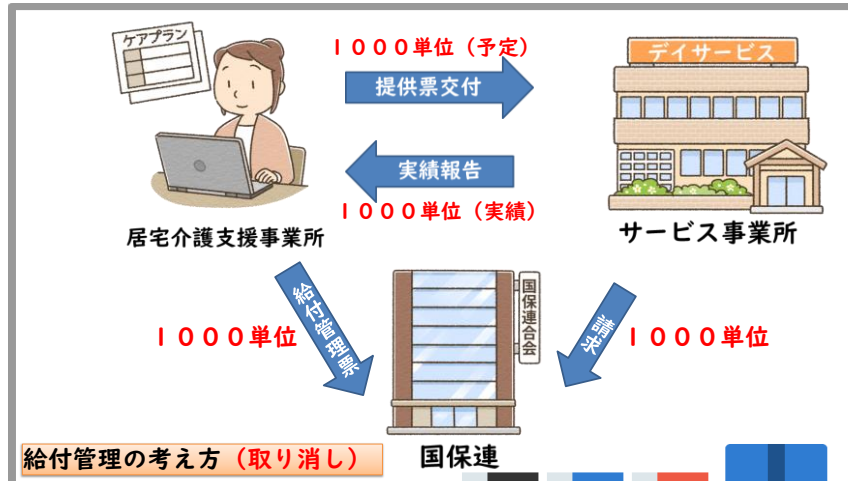 ケアプラン
1000単位（予定）
提供票交付
デイサービス
実績報告
1000単位（実績）
居宅介護支援事業所
サービス事業所
給付管理票
1000単位
国保連合会
請求
1000単位
国保連
給付管理の考え方（取り消し）